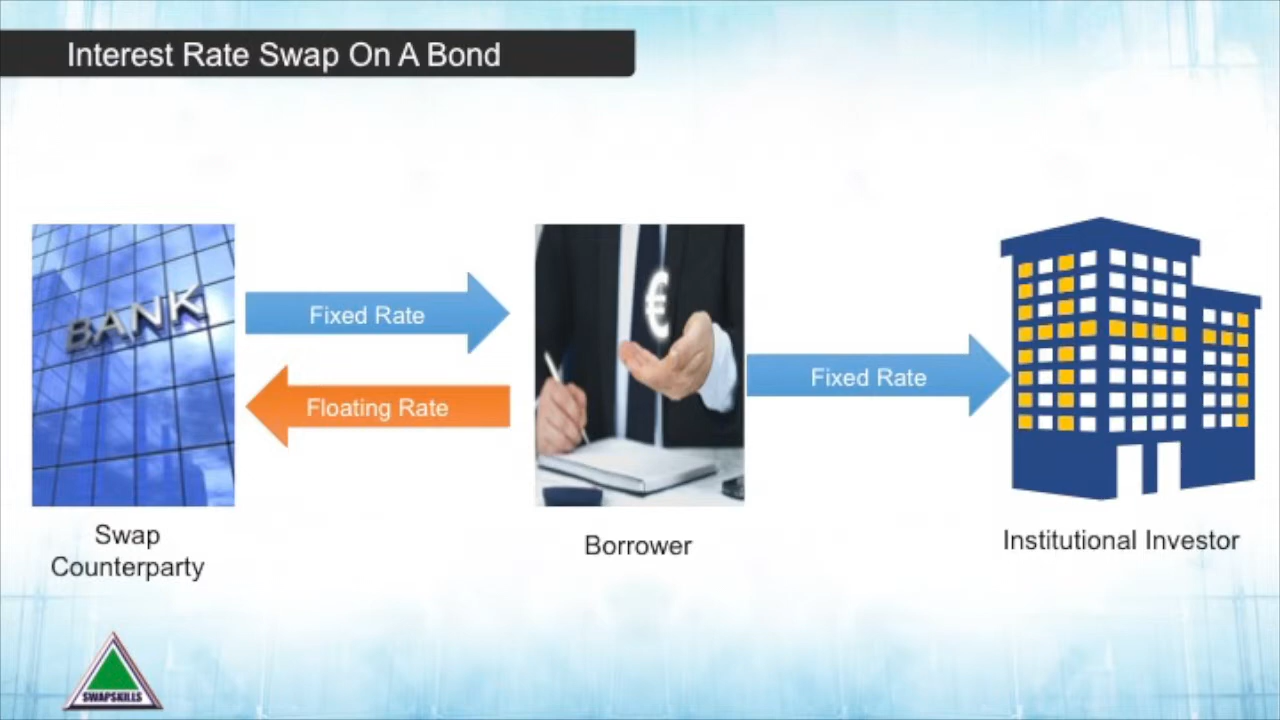 Interest Rate Swap On A Bond
BANK
Fixed Rate
Floating Rate
Fixed Rate
Swap
Counterparty
Borrower
Institutional Investor
SWAPSKILLS
€